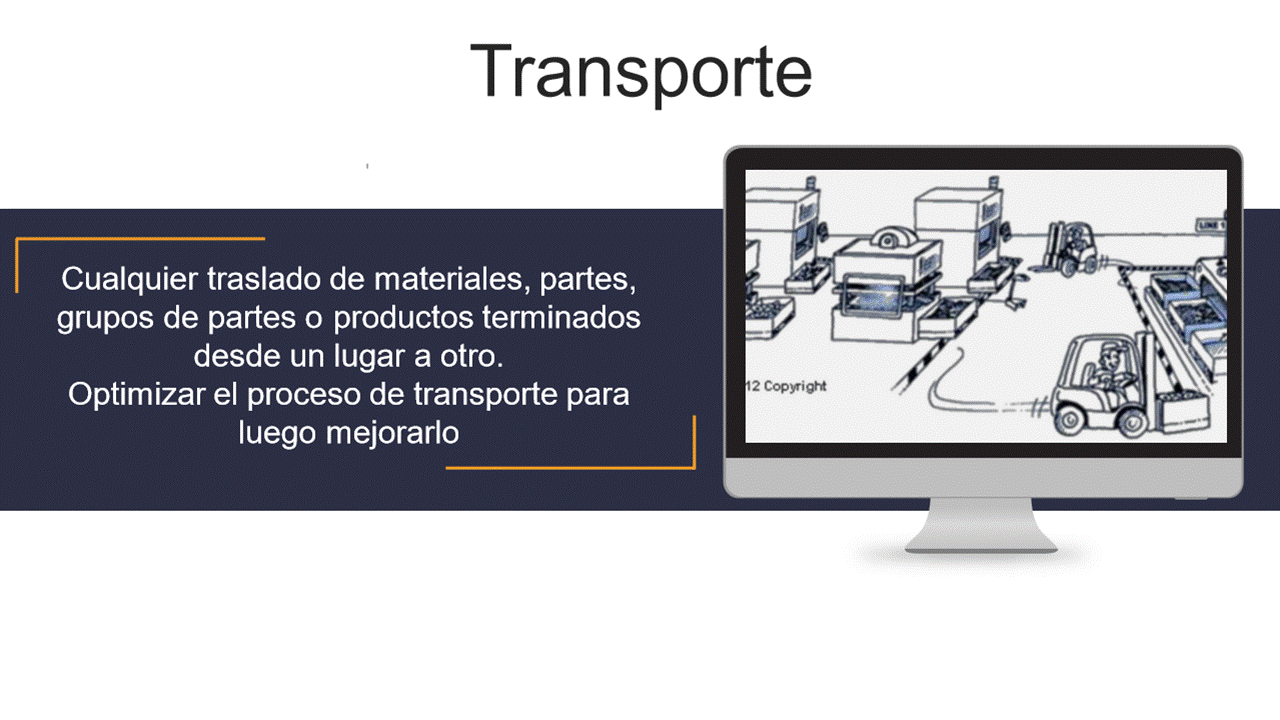 Transporte
Cualquier traslado de materiales, partes,
grupos de partes o productos terminados
desde un lugar a otro.
Optimizar el proceso de transporte para
luego mejorarlo
LINE 1
12 Copyright